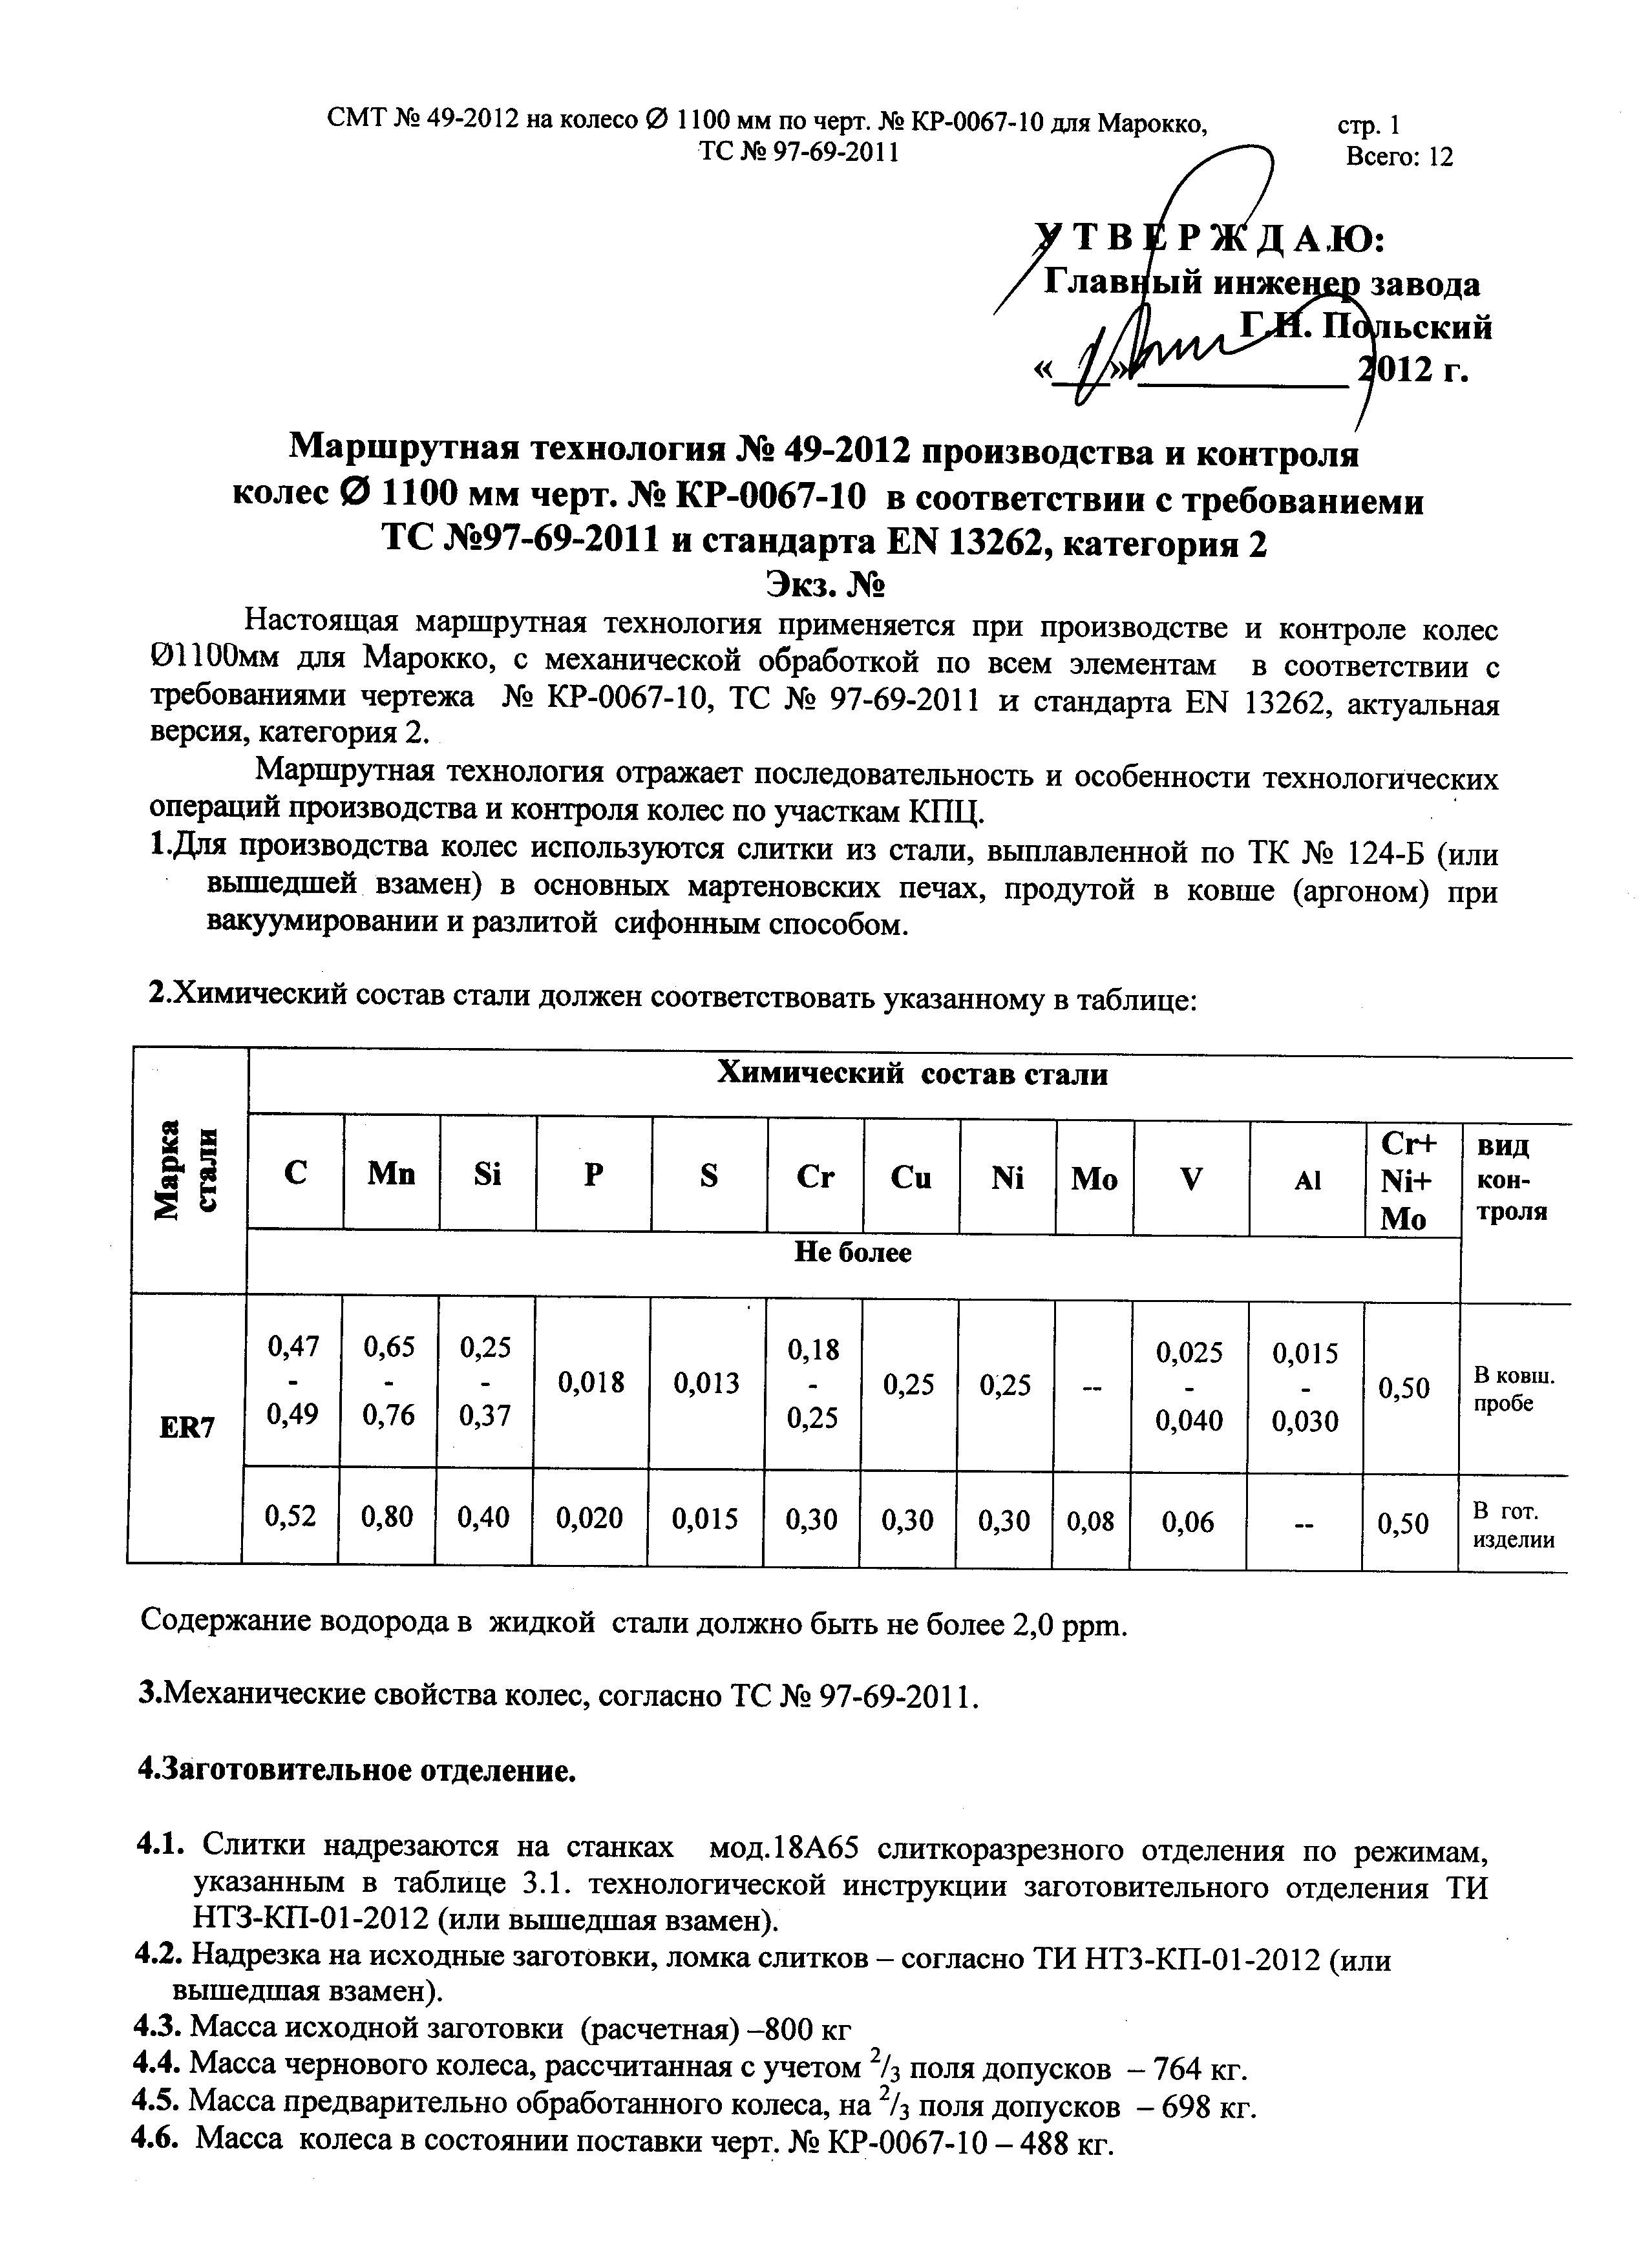 СМТ № 49-2012 на колесо Ø 1100 мм по черт. № КР-0067-10 для Марокко, стр. 1
ТС № 97-69-2011 Всего: 12
У Т В Е Р Ж Д А Ю:
Главный инженер завода
Г.Н. Польский
«___»____________ 2012 г.
Маршрутная технология № 49-2012 производства и контроля
колес Ø 1100 мм черт. № КР-0067-10 в соответствии с требованиеми
ТС №97-69-2011 и стандарта EN 13262, категория 2
Экз. №
Настоящая маршрутная технология применяется при производстве и контроле колес
Ø1100мм для Марокко, с механической обработкой по всем элементам в соответствии с
требованиями чертежа № КР-0067-10, ТС № 97-69-2011 и стандарта EN 13262, актуальная
версия, категория 2.
Маршрутная технология отражает последовательность и особенности технологических
операций производства и контроля колес по участкам КПЦ.
1.Для производства колес используются слитки из стали, выплавленной по ТК № 124-Б (или
вышедшей взамен) в основных мартеновских печах, продутой в ковше (аргоном) при
вакуумировании и разлитой сифонным способом.
2.Химический состав стали должен соответствовать указанному в таблице:
Марка стали
Химический состав стали
C Mn Si P S Cr Cu Ni Mo V Al Cr+ Ni+ Mo вид кон- троля
Не более
ER7
0,47 - 0,49 0,65 - 0,76 0,25 - 0,37 0,018 0,013 0,18 - 0,25 0,25 0,25 -- 0,025 - 0,040 0,015 - 0,030 0,50 В ковш. пробе
0,52 0,80 0,40 0,020 0,015 0,30 0,30 0,30 0,08 0,06 -- 0,50 В гот. изделии
Содержание водорода в жидкой стали должно быть не более 2,0 ppm.
3.Механические свойства колес, согласно ТС № 97-69-2011.
4.Заготовительное отделение.
4.1. Слитки надрезаются на станках мод.18А65 слиткоразрезного отделения по режимам,
указанным в таблице 3.1. технологической инструкции заготовительного отделения ТИ
НТЗ-КП-01-2012 (или вышедшая взамен).
4.2. Надрезка на исходные заготовки, ломка слитков – согласно ТИ НТЗ-КП-01-2012 (или
вышедшая взамен).
4.3. Масса исходной заготовки (расчетная) –800 кг
4.4. Масса чернового колеса, рассчитанная с учетом 2/3 поля допусков – 764 кг.
4.5. Масса предварительно обработанного колеса, на 2/3 поля допусков – 698 кг.
4.6. Масса колеса в состоянии поставки черт. № КР-0067-10 – 488 кг.